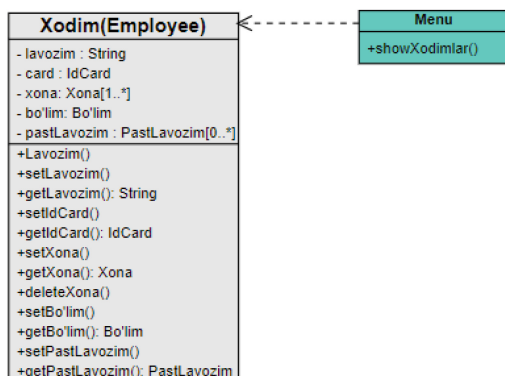 Xodim(Employee)
- lavozim : String
- card : IdCard
- xona: Xona[1..*]
- bo'lim: Bo'lim
- pastLavozim : PastLavozim[0..*]
+Lavozim()
+setLavozim()
+getLavozim(): String
+setIdCard()
+getIdCard(): IdCard
+setXona()
+getXona(): Xona
+deleteXona()
+setBo'lim()
+getBo'lim(): Bo'lim
+setPastLavozim()
+getPastLavozim(): PastLavozim
Menu
+showXodimlar()